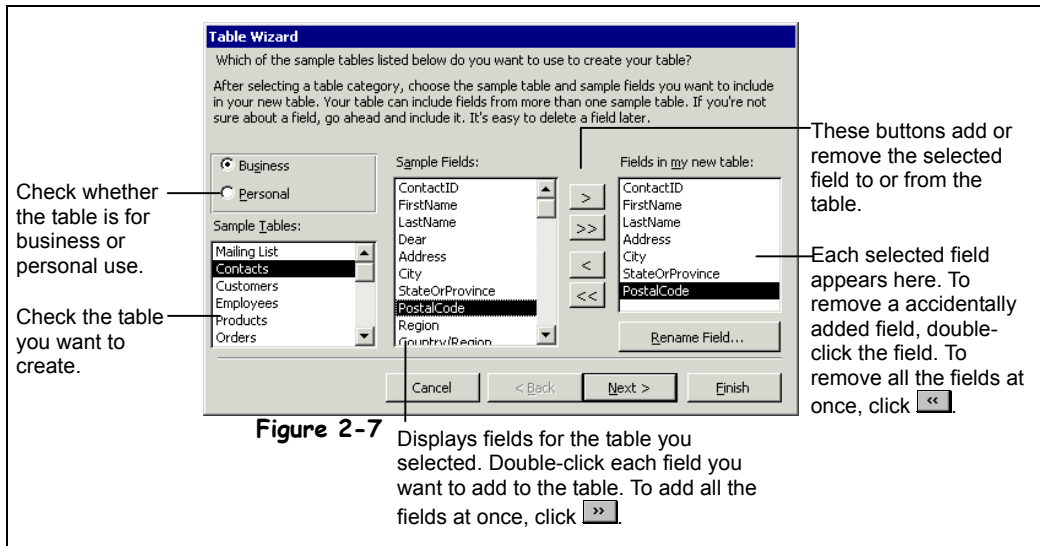 Table Wizard
Which of the sample tables listed below do you want to use to create your table?
After selecting a table category, choose the sample table and sample fields you want to include
in your new table. Your table can include fields from more than one sample table. If you're not
sure about a field, go ahead and include it. It's easy to delete a field later.
Business
Personal
Sample Tables:
Mailing List
Contacts
Customers
Employees
Products
Orders
Sample Fields:
ContactID
FirstName
LastName
Dear
Address
City
StateOrProvince
PostalCode
Region
Country/Region
>
>>
<
<<
Fields in my new table:
ContactID
FirstName
LastName
Address
City
StateOrProvince
PostalCode
Rename Field...
Cancel
< Back
Next >
Finish
Check whether
the table is for
business or
personal use.
Check the table
you want to
create.
These buttons add or
remove the selected
field to or from the
table.
Each selected field
appears here. To
remove a accidentally
added field, double-
click the field. To
remove all the fields at
once, click <<.
Figure 2-7
Displays fields for the table you
selected. Double-click each field you
want to add to the table. To add all the
fields at once, click >>.